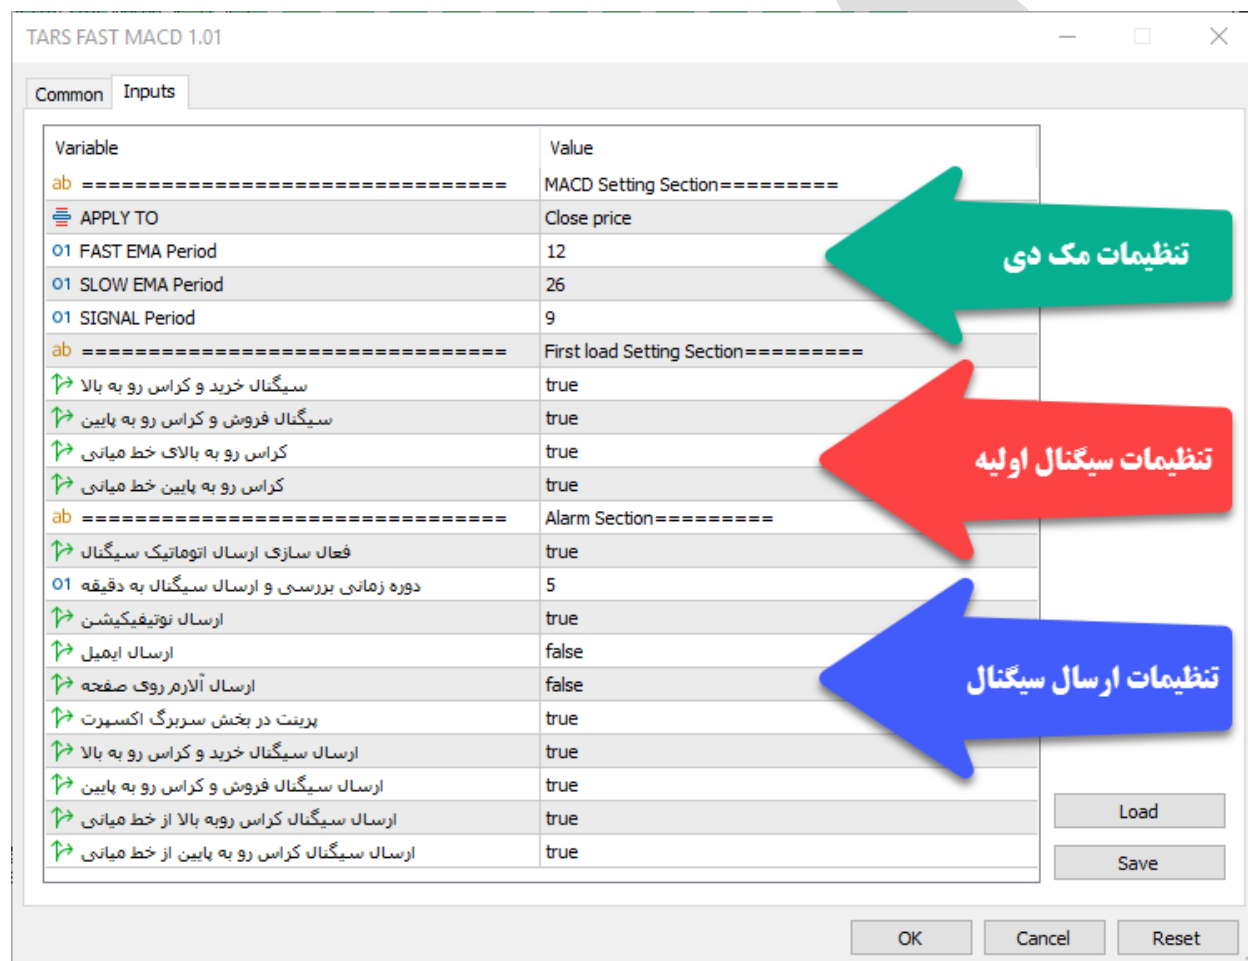 TARS FAST MACD 1.01
Common Inputs
Variable Value
ab ================================ MACD Setting Section=========
APPLY TO Close price
01 FAST EMA Period 12
01 SLOW EMA Period 26
01 SIGNAL Period 9
ab ================================ First load Setting Section=========
سیگنال خرید و کراس رو به بالا true
سیگنال فروش و کراس رو به پایین true
کراس رو به بالای خط میانی true
کراس رو به پایین خط میانی true
ab ================================ Alarm Section=========
فعال سازی ارسال اتوماتیک سیگنال true
01 دوره زمانی بررسی و ارسال سیگنال به دقیقه 5
ارسال نوتیفیکیشن true
ارسال ایمیل false
ارسال آلارم روی صفحه false
پرینت در بخش سربرگ اکسپرت true
ارسال سیگنال خرید و کراس رو به بالا true
ارسال سیگنال فروش و کراس رو به پایین true
ارسال سیگنال کراس روبه بالا از خط میانی true
ارسال سیگنال کراس رو به پایین از خط میانی true
تنظیمات مک دی
تنظیمات سیگنال اولیه
تنظیمات ارسال سیگنال
Load
Save
OK Cancel Reset